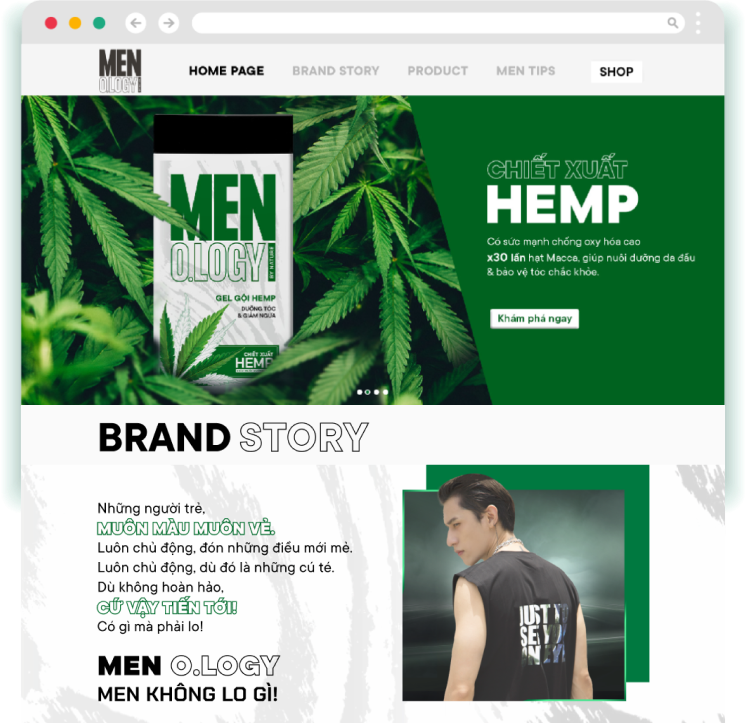 MEN
O.LOGY
HOME PAGE
BRAND STORY
PRODUCT
MEN TIPS
SHOP
MEN
O.LOGY
BY NATURE
GEL GỘI HEMP
DƯỠNG TÓC
& GIẢM NGỨA
CHIẾT XUẤT
HEMP
CHIẾT XUẤT
HEMP
Có sức mạnh chống oxy hóa cao
x30 lần hạt Macca, giúp nuôi dưỡng da đầu
& bảo vệ tóc chắc khỏe.
Khám phá ngay
BRAND STORY
Những người trẻ,
MUÔN MÀU MUÔN VẺ.
Luôn chủ động, đón những điều mới mẻ.
Luôn chủ động, dù đó là những cú té.
Dù không hoàn hảo,
CỨ VẬY TIẾN TỚI!
Có gì mà phải lo!
MEN O.LOGY
MEN KHÔNG LO GÌ!
JUST